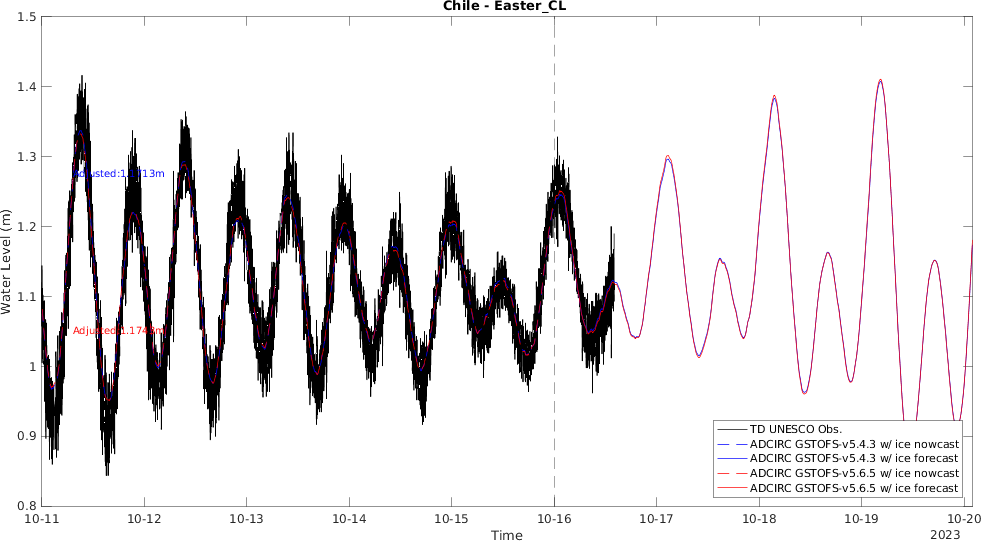 Chile - Easter_CL
1.5
1.4
1.3
1.2
1.1
1
0.9
0.8
Water Level (m)
Adjusted:
Adjusted:
10-11
10-12
10-13
10-14
10-15
10-16
10-17
10-18
10-19
10-20
Time
2023
TD UNESCO Obs.
ADCIRC GSTOFS-v5.4.3 w/ ice nowcast
ADCIRC GSTOFS-v5.4.3 w/ ice forecast
ADCIRC GSTOFS-v5.6.5 w/ ice nowcast
ADCIRC GSTOFS-v5.6.5 w/ ice forecast